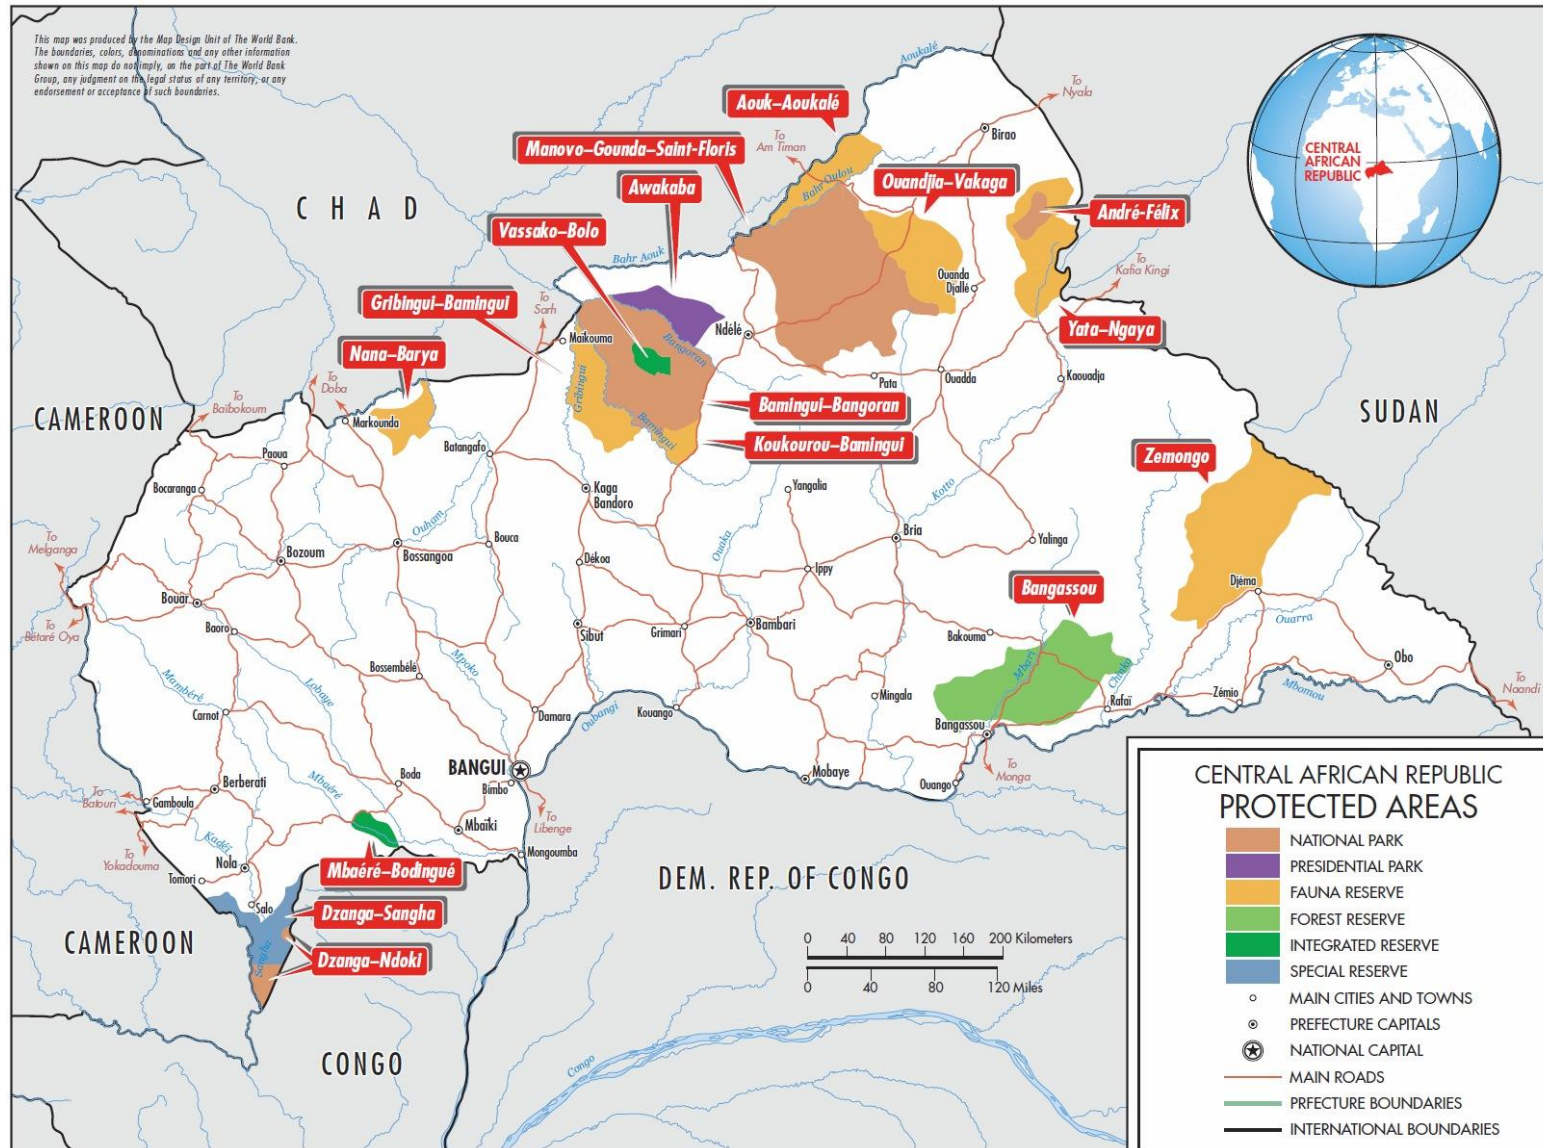 This map was produced by the Map Design Unit of The World Bank.
The boundaries, colors, denominations and any other information
shown on this map do not imply, on the part of The World Bank
Group, any judgment on the legal status of any territory, or any
endorsement or acceptance of such boundaries.
Aoukalé
To
Nyala
Aouk–Aoukalé
Birao
To
Am Timan
Manovo–Gounda–Saint-Floris
CENTRAL
AFRICAN
REPUBLIC
Bahr Oulou
Ouandjia–Vakaga
Awakaba
CHAD
André-Félix
Vassako–Bolo
Bahr Aouk
To
Kafia Kingi
Ouanda
Djallé
Gribingui–Bamingui
To
Sarh
Yata–Ngaya
Ndélé
Maïkouma
Nana–Barya
Bangoran
To
Doba
To
Baïbokoum
Pata
Ouadda
Kaouadja
Gribingui
CAMEROON
Bamingui–Bangoran
SUDAN
Markounda
Bamingui
Koukourou–Bamingui
Batangafo
Paoua
Zemongo
Bocaranga
Kaga
Bandoro
Yangalia
Kotto
Ouham
Ouaka
To
Meiganga
Bozoum
Bossangoa
Bouca
Bria
Yalinga
Dékoa
Ippy
Bangassou
Djéma
Bouar
To
Bétaré Oya
Baoro
Sibut
Grimari
Bambari
Bakouma
Ouarra
Mpoko
Bossembélé
Mbari
Chinko
Obo
Mambéré
Lobaye
Mingala
Zémio
Mbomou
To
Naandi
Carnot
Damara
Oubangi
Kouango
Rafaï
Bangassou
BANGUI
Boda
Bimbo
Mbaéré
Berberati
Mobaye
Ouango
To
Monga
To
Batouri
Gamboula
Mbaïki
To
Libenge
Kadéï
To
Yokadouma
Nola
Mongoumba
Tomori
Mbaéré–Bodingué
DEM. REP. OF CONGO
Salo
Dzanga–Sangha
CAMEROON
Sangha
Dzanga–Ndoki
0 40 80 120 160 200 Kilometers
0 40 80 120 Miles
CONGO
Congo
CENTRAL AFRICAN REPUBLIC
PROTECTED AREAS
NATIONAL PARK
PRESIDENTIAL PARK
FAUNA RESERVE
FOREST RESERVE
INTEGRATED RESERVE
SPECIAL RESERVE
MAIN CITIES AND TOWNS
PREFECTURE CAPITALS
NATIONAL CAPITAL
MAIN ROADS
PRFECTURE BOUNDARIES
INTERNATIONAL BOUNDARIES